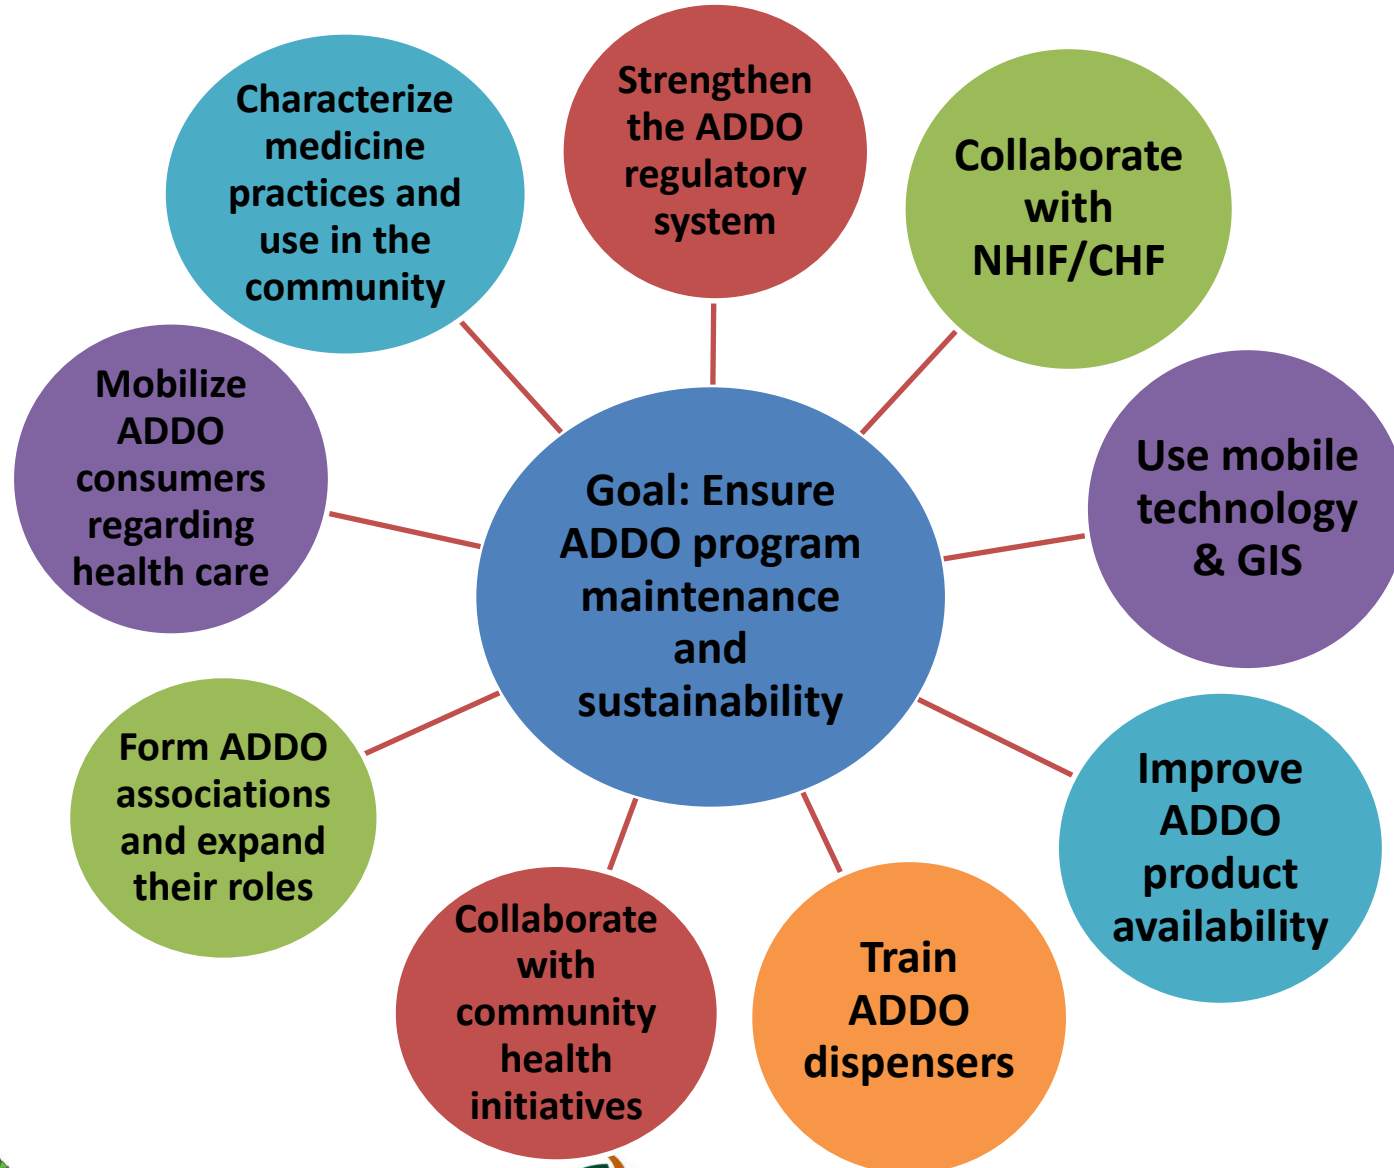 Strengthen
the ADDO
regulatory
system
Collaborate
with
NHIF/CHF
Use mobile
technology
& GIS
Improve
ADDO
product
availability
Train
ADDO
dispensers
Collaborate
with
community
health
initiatives
Form ADDO
associations
and expand
their roles
Mobilize
ADDO
consumers
regarding
health care
Characterize
medicine
practices and
use in the
community
Goal: Ensure
ADDO program
maintenance
and
sustainability